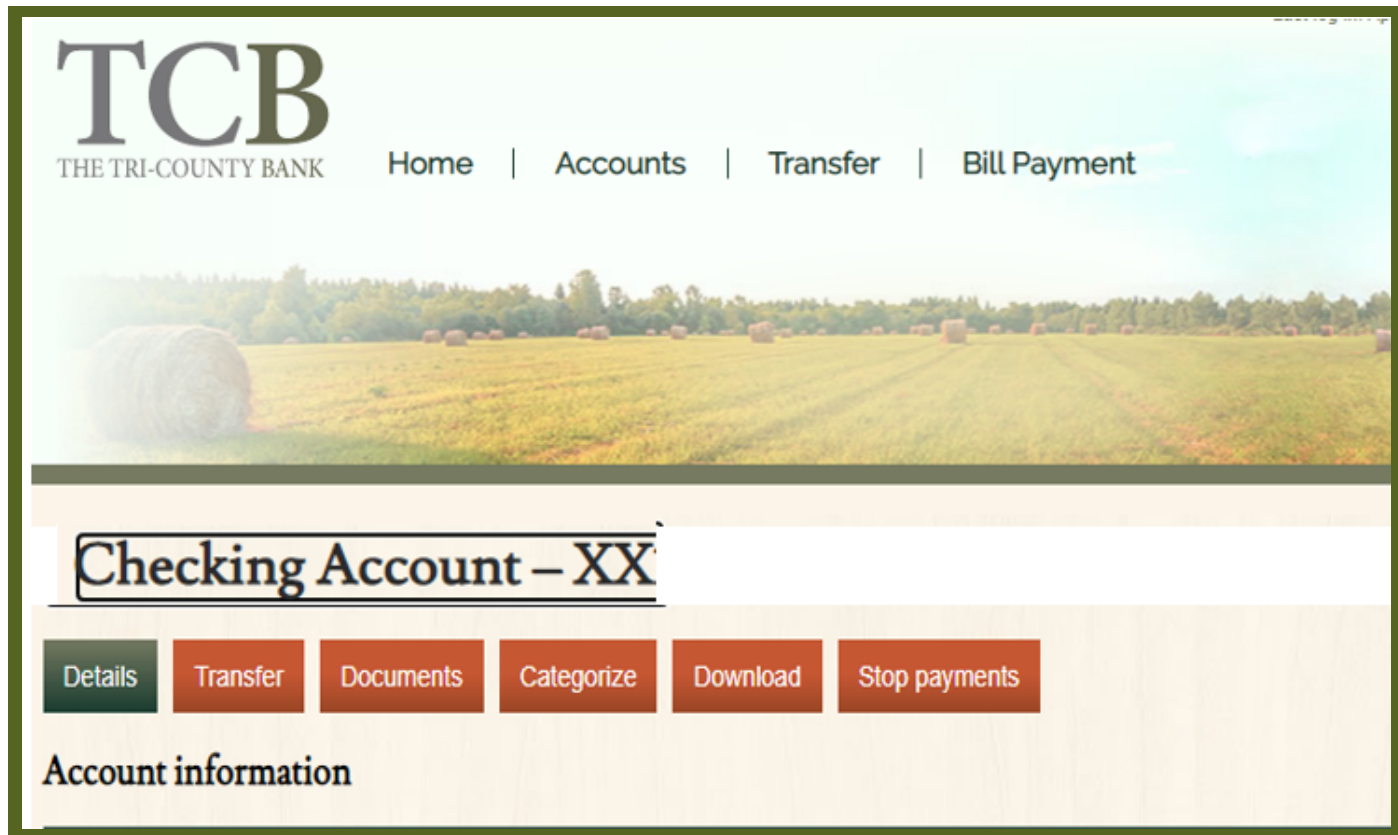 TCB
THE TRI-COUNTY BANK
Home | Accounts | Transfer | Bill Payment
Checking Account – XX
Details Transfer Documents Categorize Download Stop payments
Account information